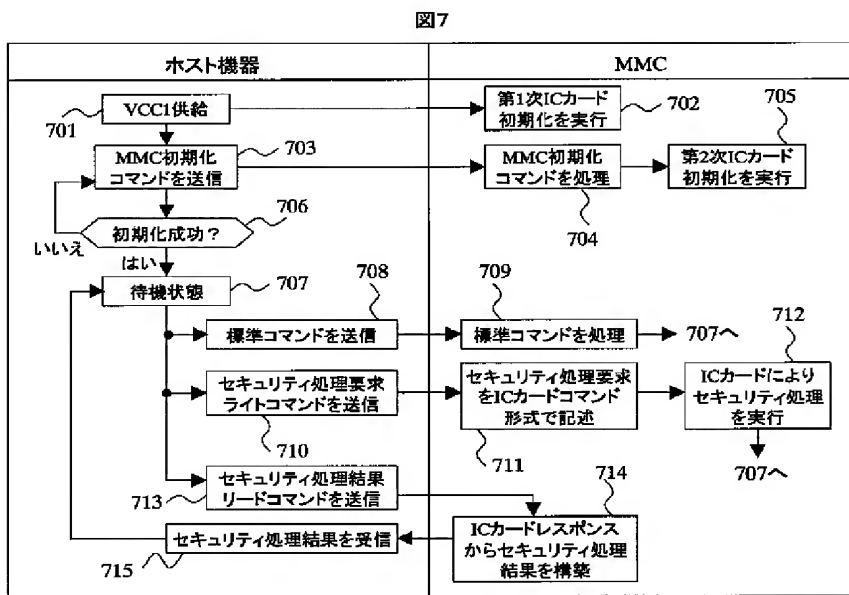 図7
ホスト機器
MMC
VCC1供給
701
第1次ICカード
初期化を実行
702
705
MMC初期化
コマンドを送信
703
MMC初期化
コマンドを処理
704
第2次ICカード
初期化を実行
706
初期化成功？
いいえ
はい
待機状態
707
708
標準コマンドを送信
709
標準コマンドを処理
707へ
712
セキュリティ処理要求
ライトコマンドを送信
710
セキュリティ処理要求
をICカードコマンド
形式で記述
711
ICカードにより
セキュリティ処理
を実行
707へ
713
セキュリティ処理結果
リードコマンドを送信
714
ICカードレスポンス
からセキュリティ処理
結果を構築
セキュリティ処理結果を受信
715